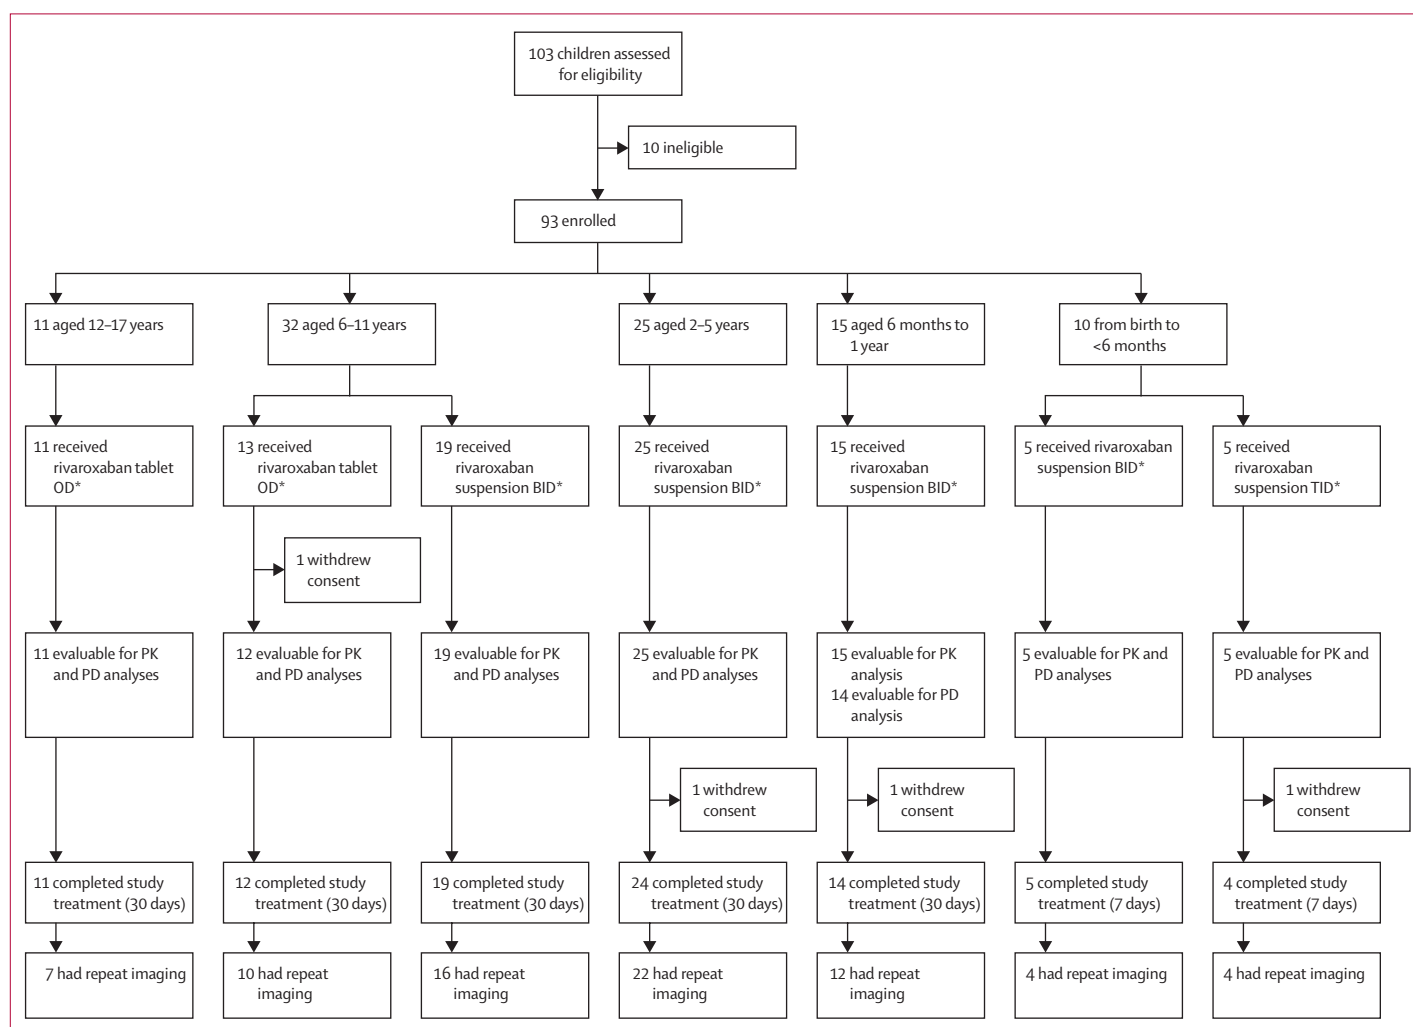 103 children assessed
for eligibility
10 ineligible
93 enrolled
11 aged 12–17 years
32 aged 6–11 years
25 aged 2–5 years
15 aged 6 months to
1 year
10 from birth to
<6 months
11 received
rivaroxaban tablet
OD*
13 received
rivaroxaban tablet
OD*
19 received
rivaroxaban
suspension BID*
25 received
rivaroxaban
suspension BID*
15 received
rivaroxaban
suspension BID*
5 received rivaroxaban
suspension BID*
5 received
rivaroxaban
suspension TID*
1 withdrew
consent
11 evaluable for PK
and PD analyses
12 evaluable for PK
and PD analyses
19 evaluable for PK
and PD analyses
25 evaluable for PK
and PD analyses
15 evaluable for PK
analysis
14 evaluable for PD
analysis
5 evaluable for PK and
PD analyses
5 evaluable for PK and
PD analyses
1 withdrew
consent
1 withdrew
consent
1 withdrew
consent
11 completed study
treatment (30 days)
12 completed study
treatment (30 days)
19 completed study
treatment (30 days)
24 completed study
treatment (30 days)
14 completed study
treatment (30 days)
5 completed study
treatment (7 days)
4 completed study
treatment (7 days)
7 had repeat imaging
10 had repeat
imaging
16 had repeat
imaging
22 had repeat
imaging
12 had repeat
imaging
4 had repeat imaging
4 had repeat imaging